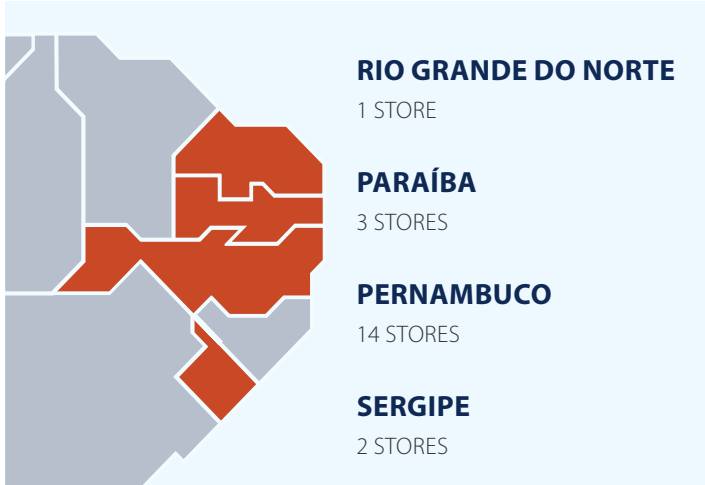 RIO GRANDE DO NORTE
1 STORE
PARAÍBA
3 STORES
PERNAMBUCO
14 STORES
SERGIPE
2 STORES